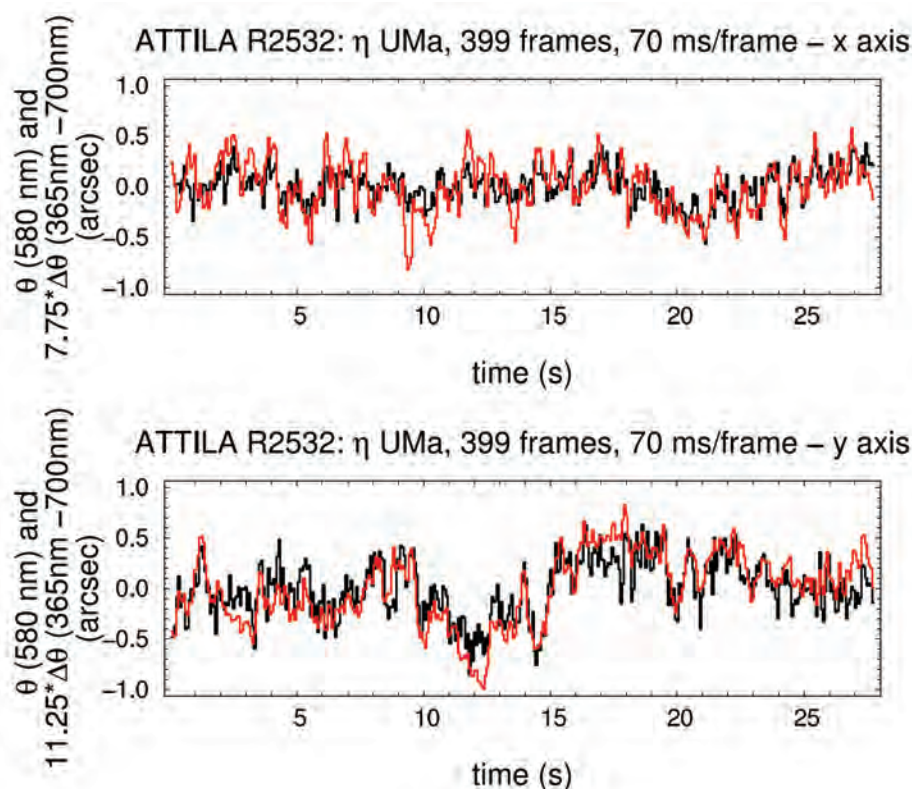 ATTILA R2532: η UMa, 399 frames, 70 ms/frame – x axis
θ (580 nm) and
7.75*Δθ (365nm –700nm)
(arcsec)
1.0
0.5
0.0
−0.5
−1.0
5 10 15 20 25
time (s)
ATTILA R2532: η UMa, 399 frames, 70 ms/frame – y axis
θ (580 nm) and
11.25*Δθ (365nm –700nm)
(arcsec)
1.0
0.5
0.0
−0.5
−1.0
5 10 15 20 25
time (s)